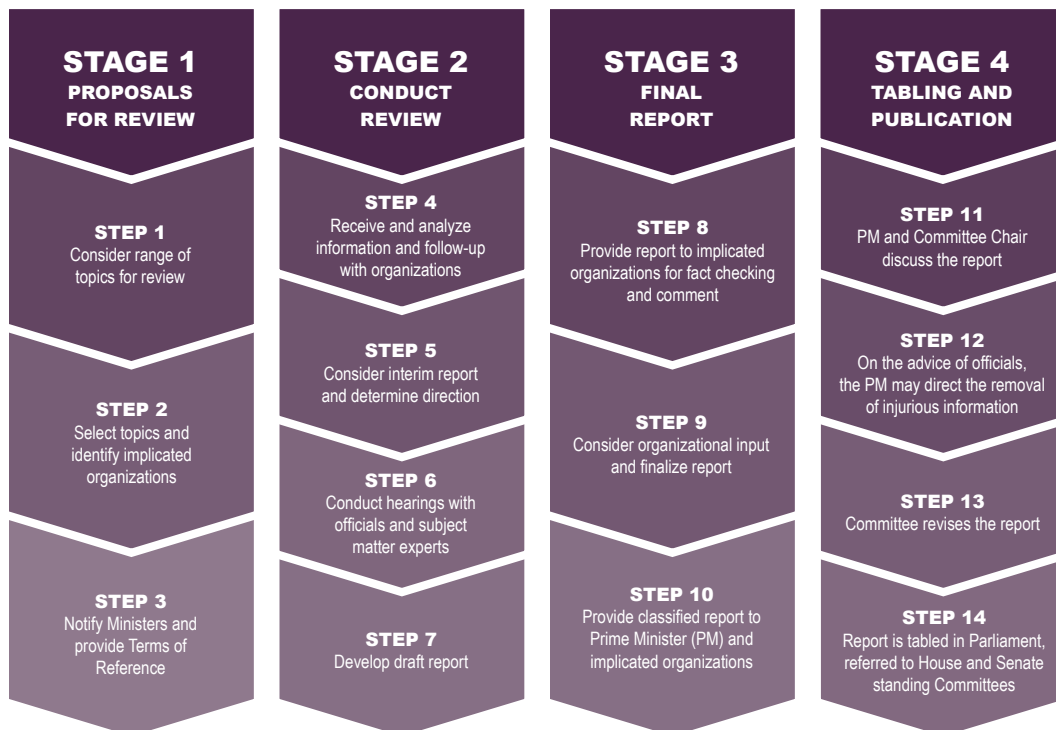 STAGE 1
PROPOSALS
FOR REVIEW
STEP 1
Consider range of
topics for review
STEP 2
Select topics and
identify implicated
organizations
STEP 3
Notify Ministers and
provide Terms of
Reference
STAGE 2
CONDUCT
REVIEW
STEP 4
Receive and analyze
information and follow-up
with organizations
STEP 5
Consider interim report
and determine direction
STEP 6
Conduct hearings with
officials and subject
matter experts
STEP 7
Develop draft report
STAGE 3
FINAL
REPORT
STEP 8
Provide report to implicated
organizations for fact checking
and comment
STEP 9
Consider organizational input
and finalize report
STEP 10
Provide classified report to
Prime Minister (PM) and
implicated organizations
STAGE 4
TABLING AND
PUBLICATION
STEP 11
PM and Committee Chair
discuss the report
STEP 12
On the advice of officials,
the PM may direct the removal
of injurious information
STEP 13
Committee revises the report
STEP 14
Report is tabled in Parliament,
referred to House and Senate
standing Committees